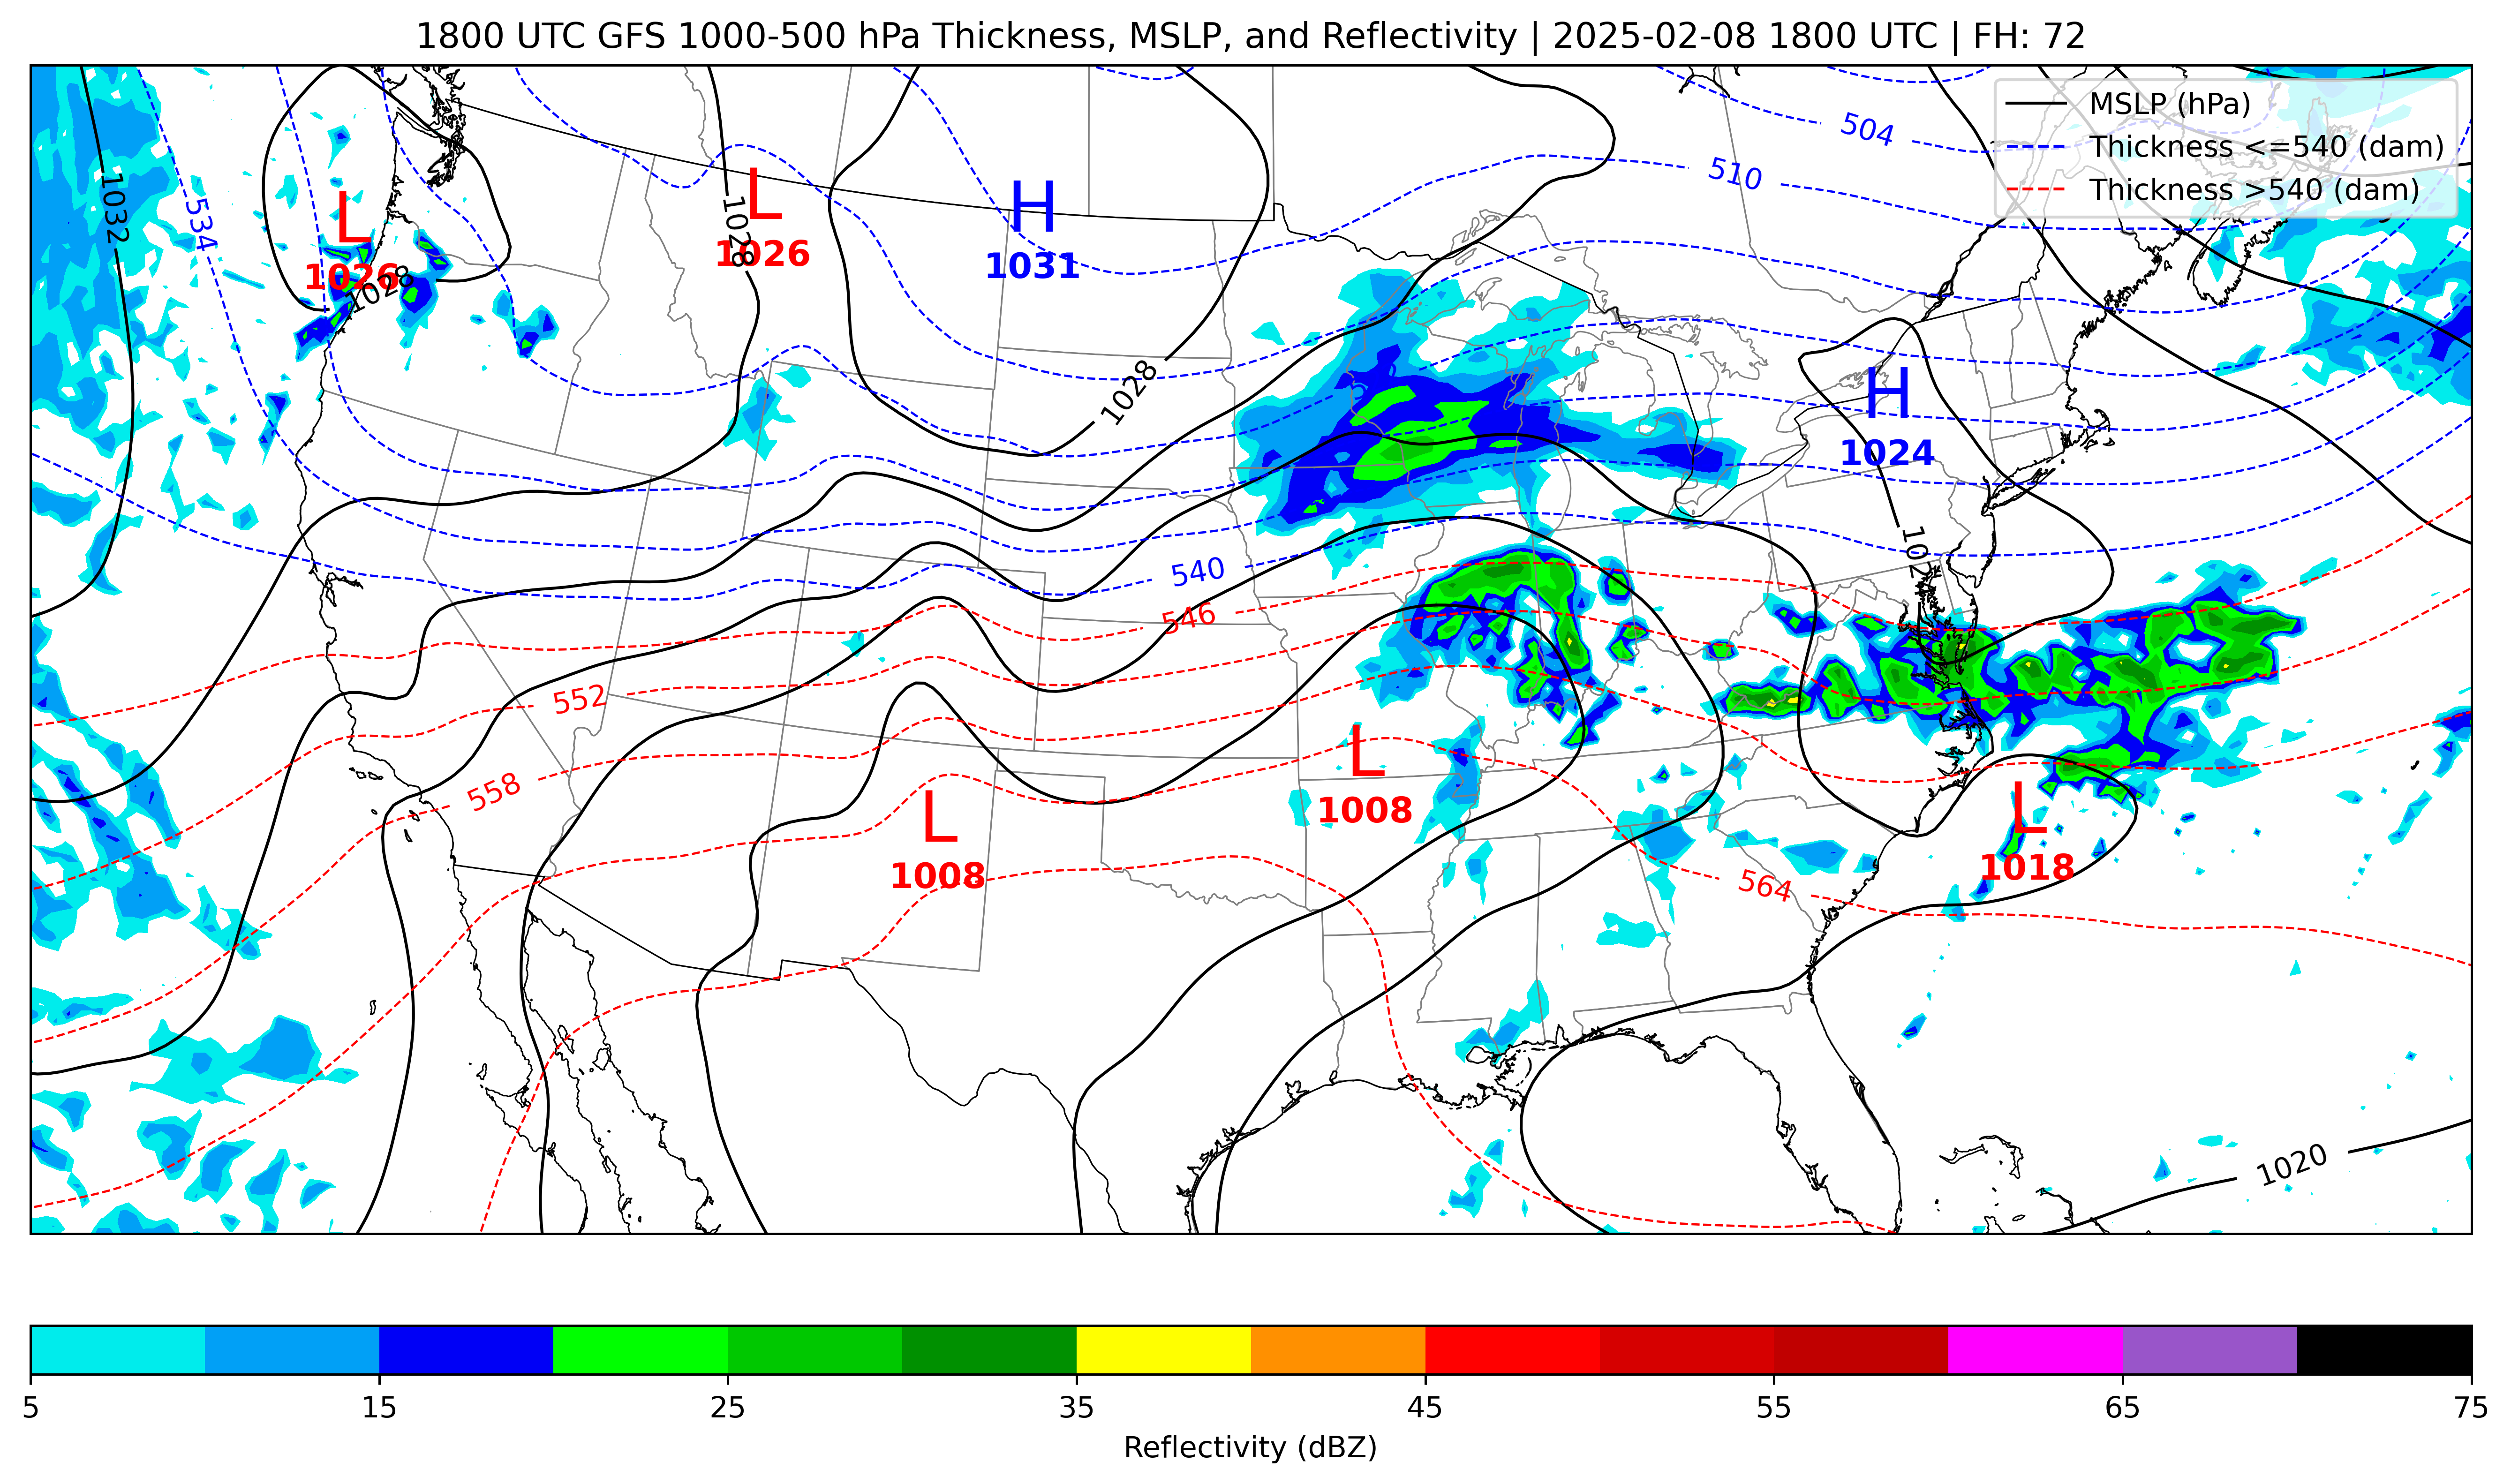 1800 UTC GFS 1000-500 hPa Thickness, MSLP, and Reflectivity | 2025-02-08 1800 UTC | FH: 72
MSLP (hPa)
Thickness <=540 (dam)
Thickness >540 (dam)
504
510
1032
534
L
1026
1028
L
1026
1028
H
1031
1028
H
1024
540
546
552
558
564
L
1008
L
1008
L
1018
1020
5
15
25
35
45
55
65
75
Reflectivity (dBZ)